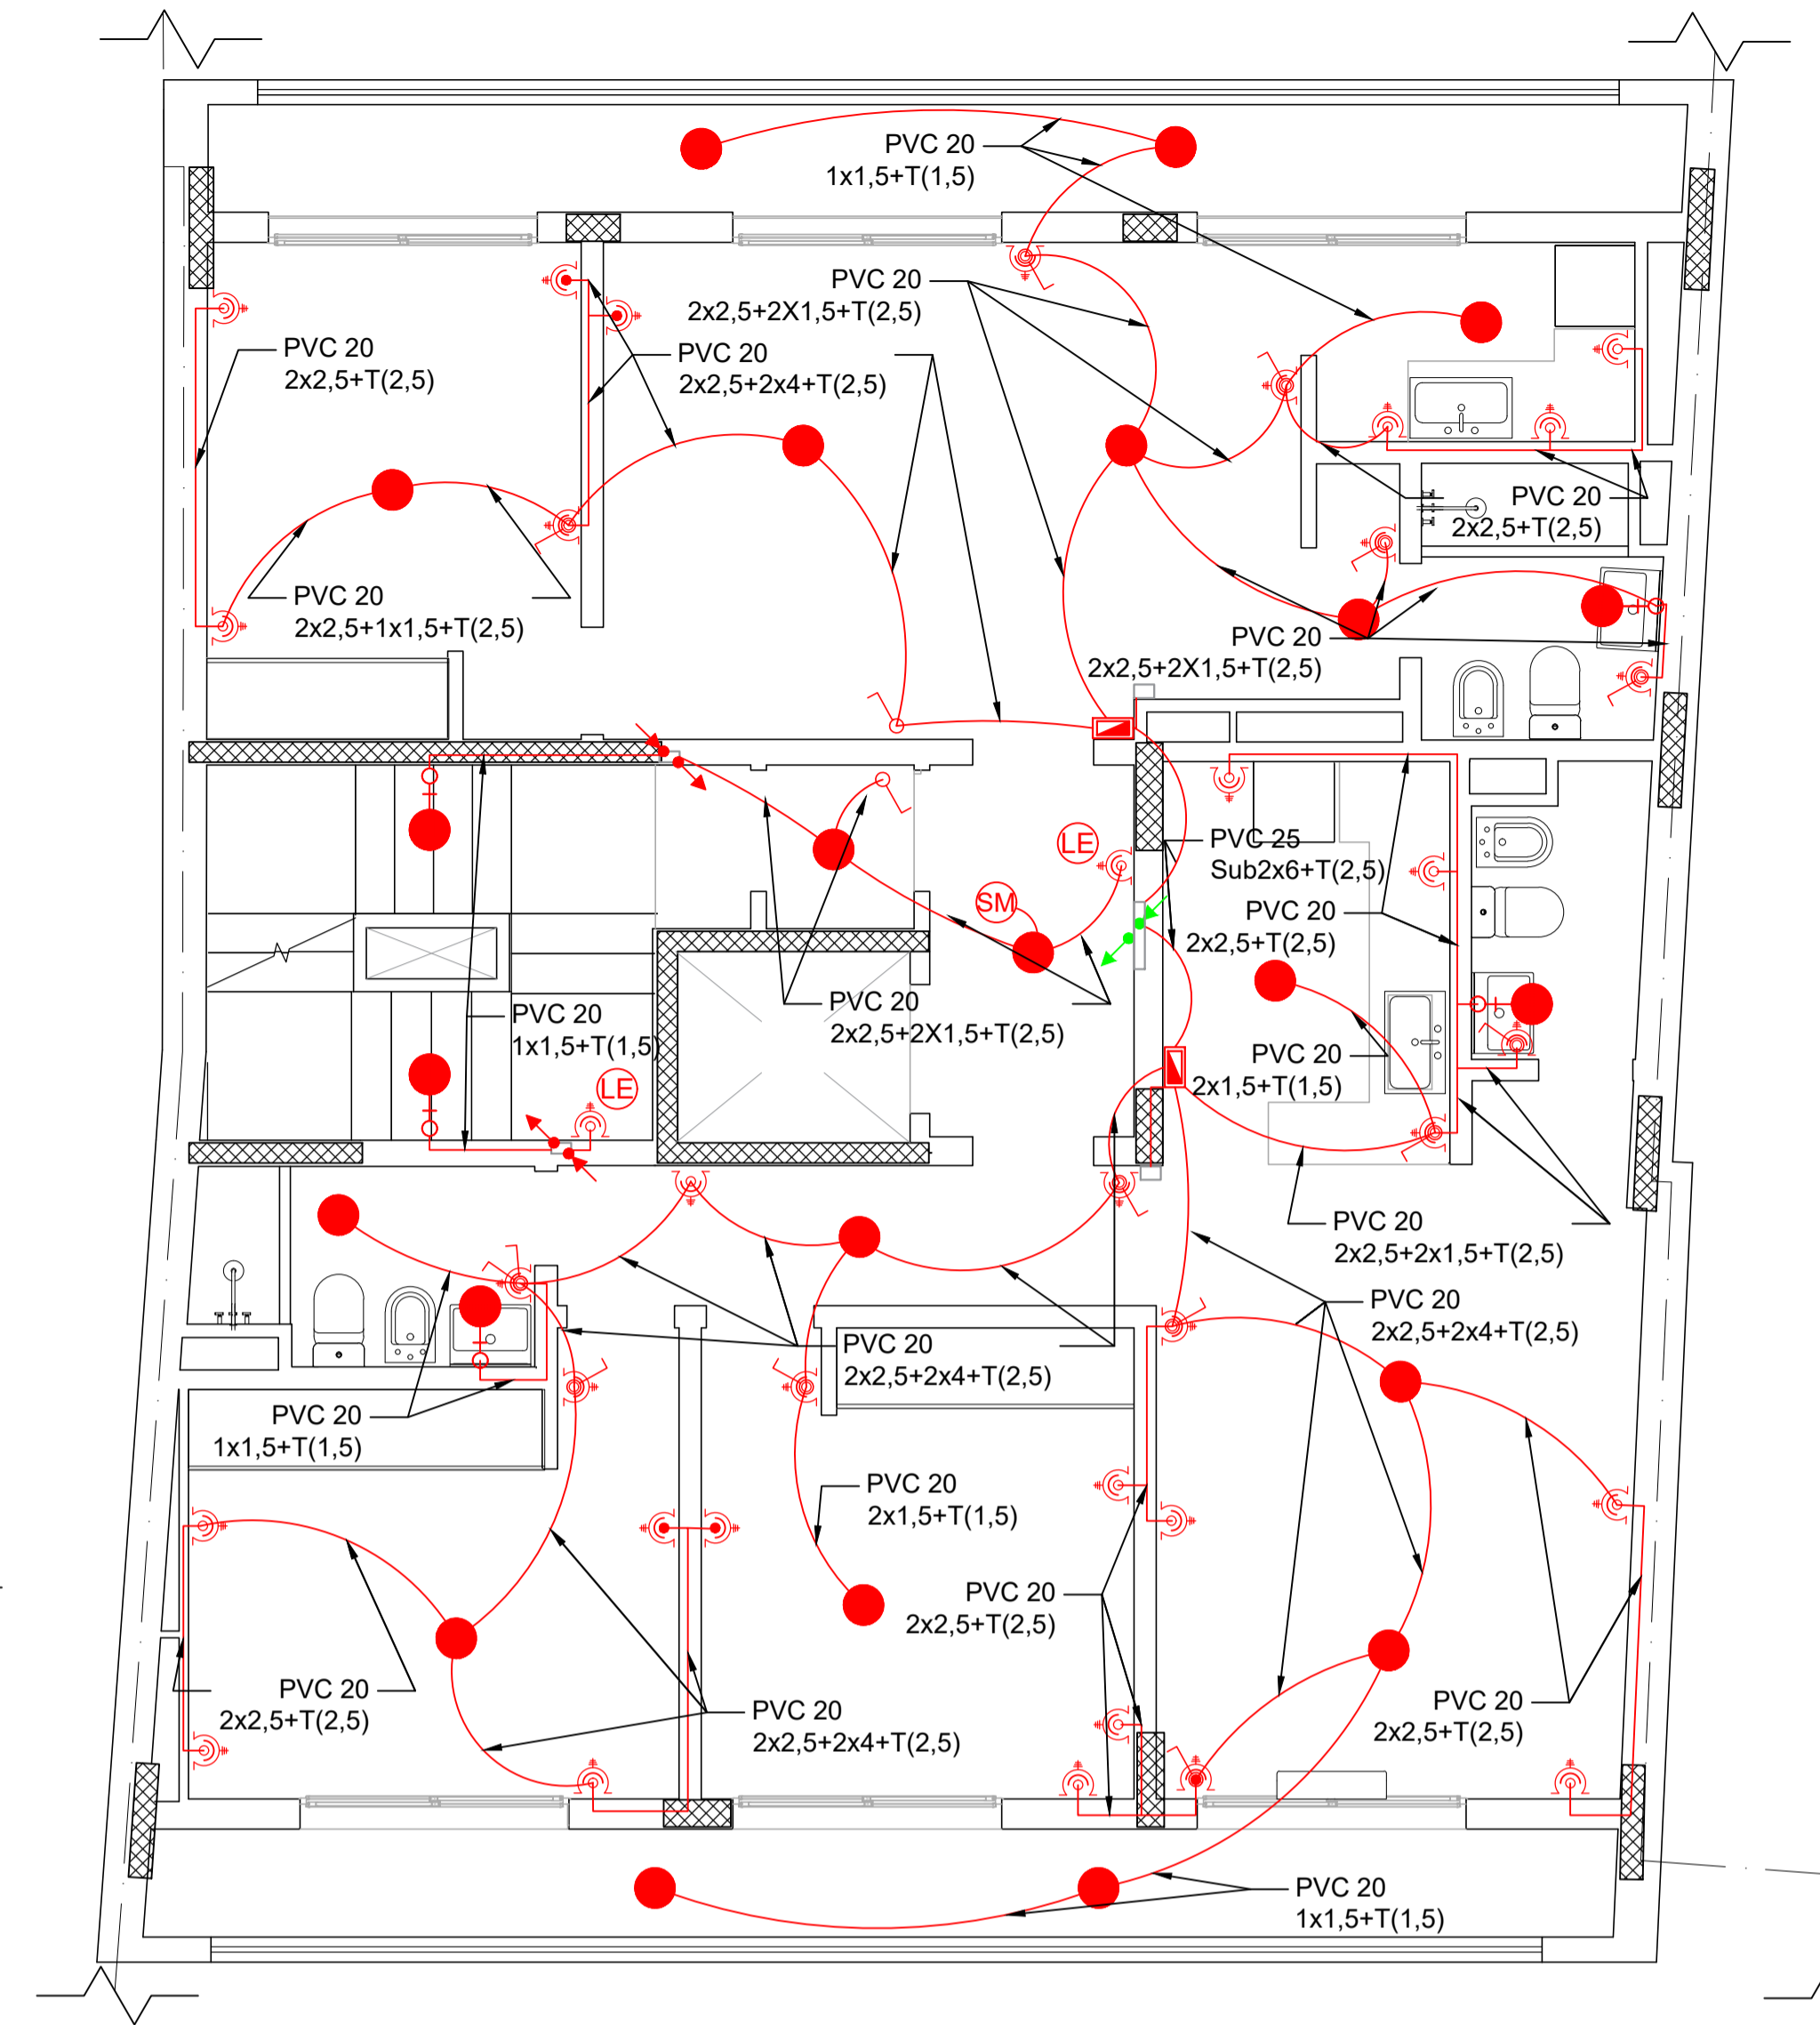 PVC 20
1x1,5+T(1,5)
PVC 20
2x2,5+2X1,5+T(2,5)
PVC 20
2x2,5+T(2,5)
PVC 20
2x2,5+2x4+T(2,5)
PVC 20
2x2,5+T(2,5)
PVC 20
2x2,5+1x1,5+T(2,5)
PVC 20
2x2,5+2X1,5+T(2,5)
LE
PVC 25
Sub2x6+T(2,5)
SM
PVC 20
2x2,5+T(2,5)
PVC 20
2x2,5+2X1,5+T(2,5)
PVC 20
1x1,5+T(1,5)
LE
PVC 20
2x1,5+T(1,5)
PVC 20
2x2,5+2x1,5+T(2,5)
PVC 20
2x2,5+2x4+T(2,5)
PVC 20
2x2,5+2x4+T(2,5)
PVC 20
1x1,5+T(1,5)
PVC 20
2x1,5+T(1,5)
PVC 20
2x2,5+T(2,5)
PVC 20
2x2,5+T(2,5)
PVC 20
2x2,5+2x4+T(2,5)
PVC 20
2x2,5+T(2,5)
PVC 20
1x1,5+T(1,5)